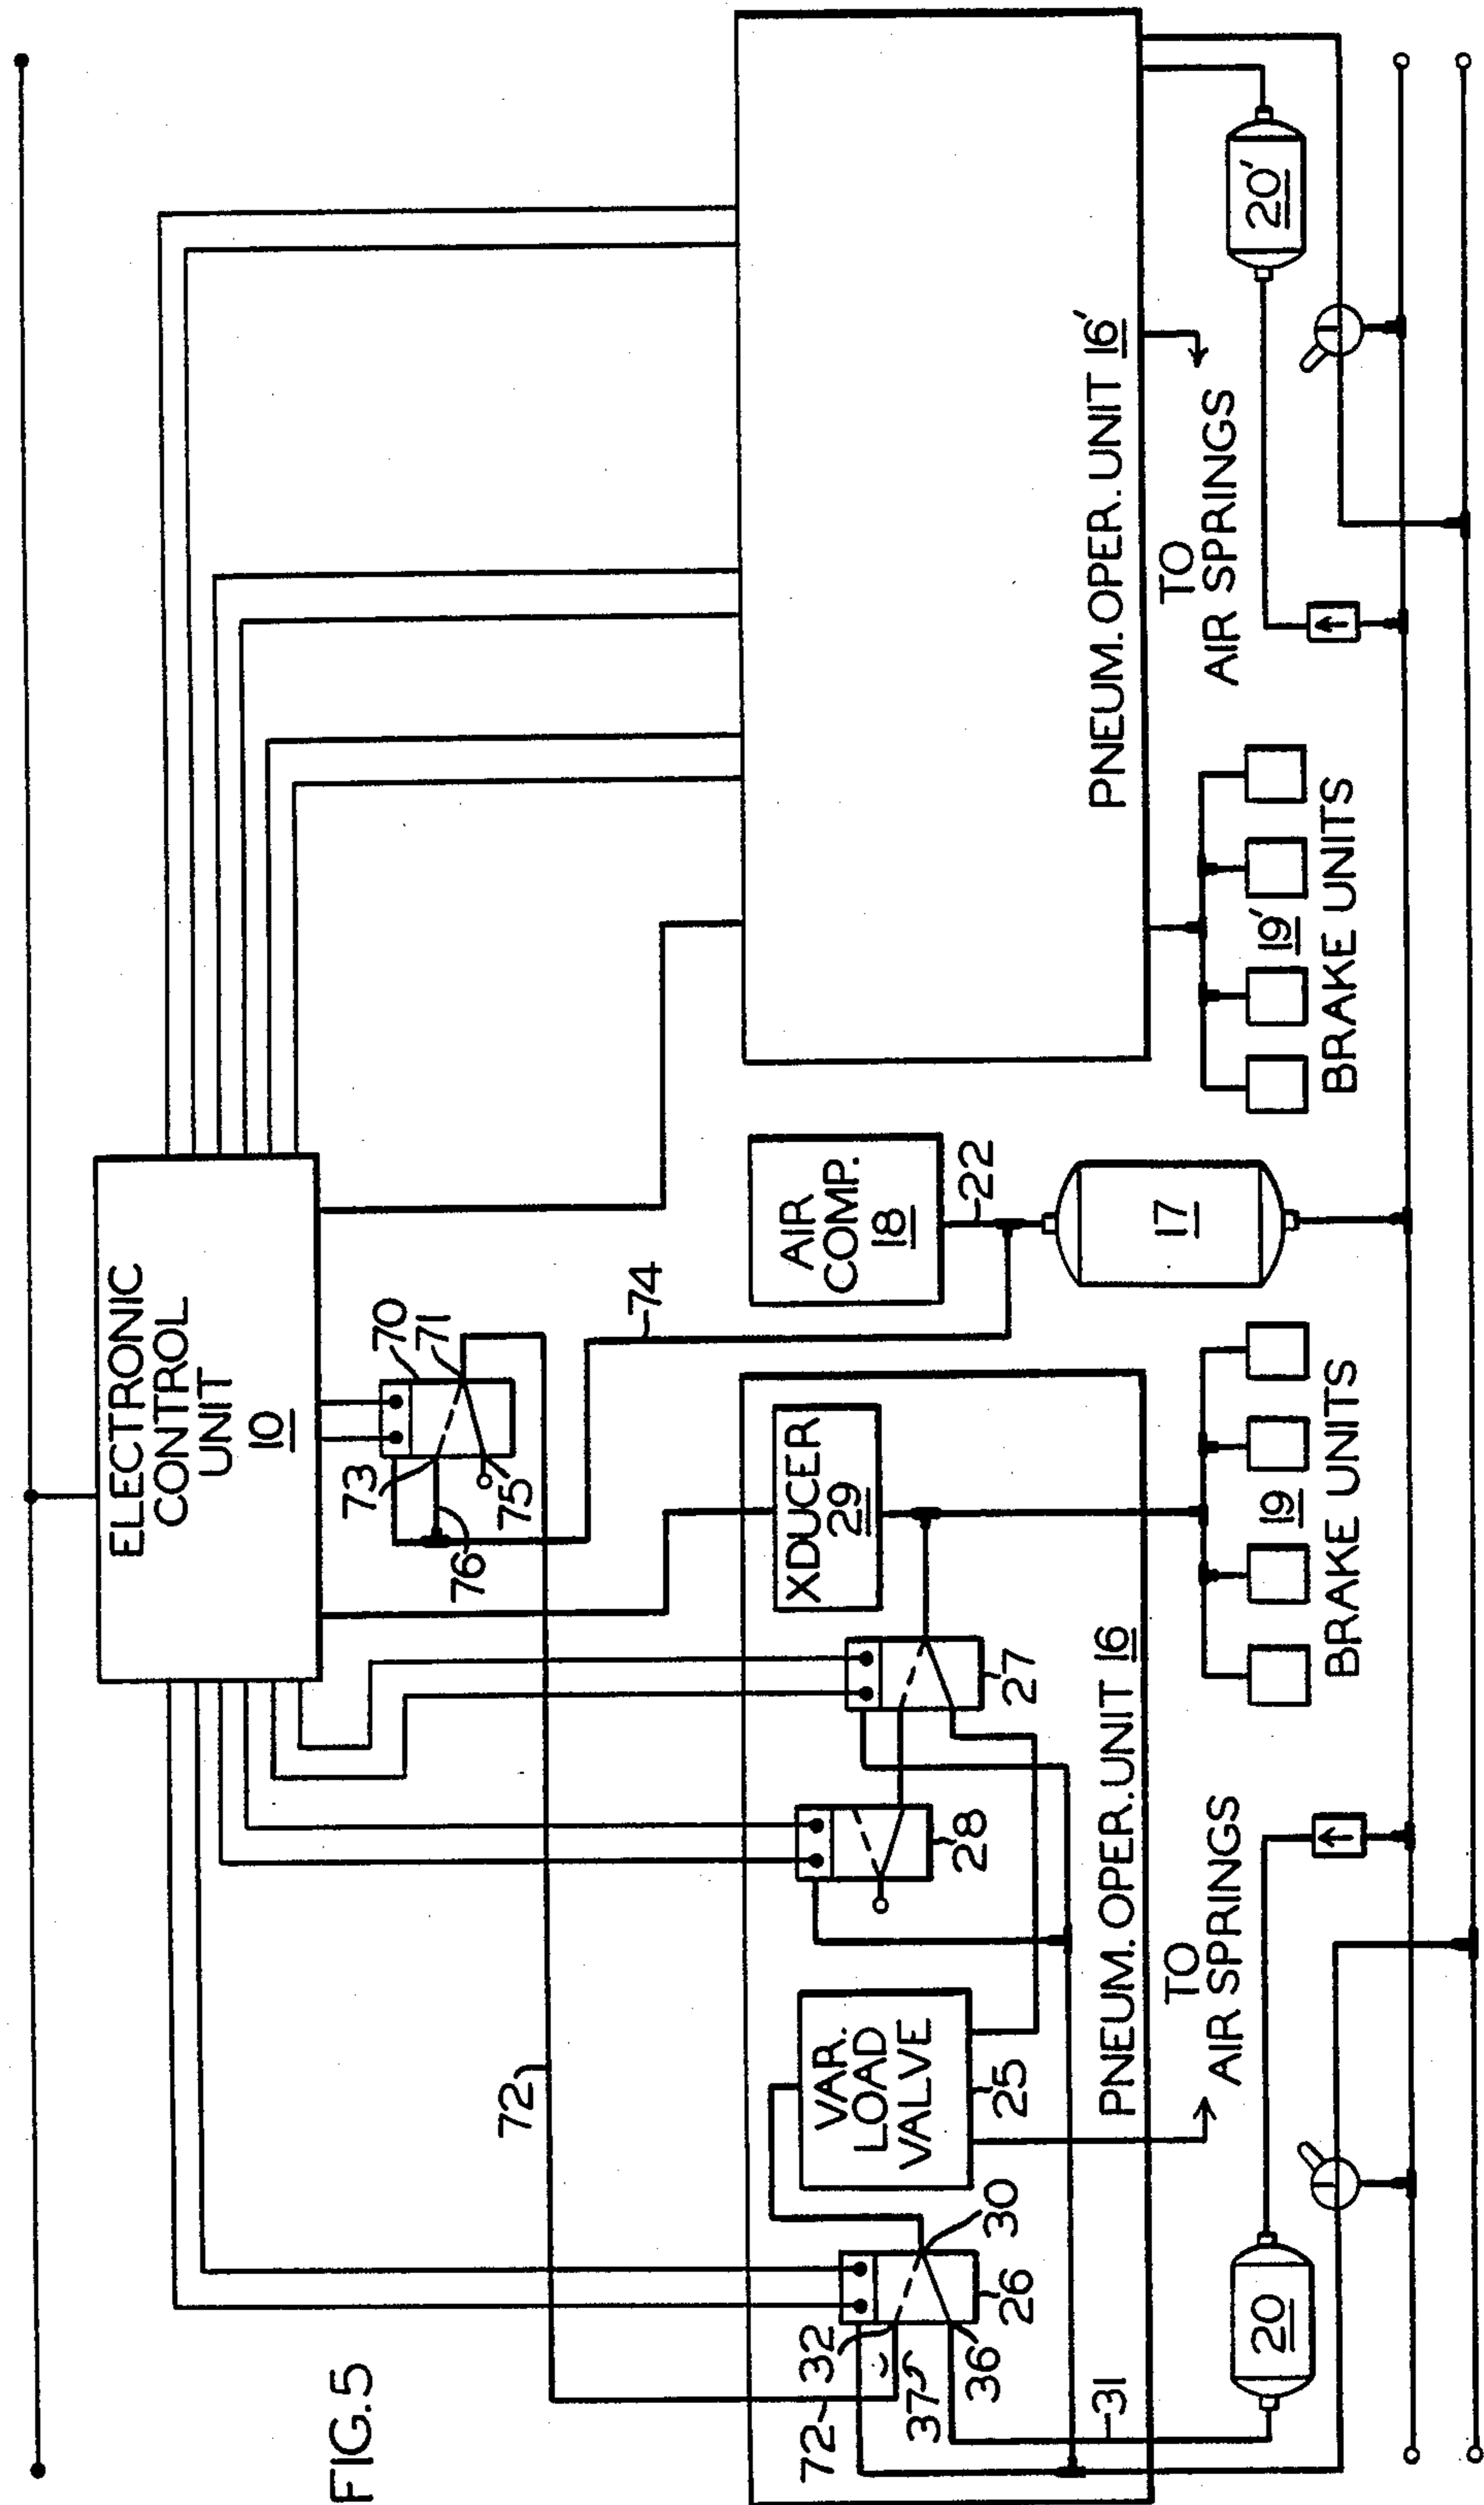 FIG.5
ELECTRONIC
CONTROL
UNIT
10
70
71
73
75
76
74
72
AIR
COMP.
18
22
17
XDUCER
29
27
28
VAR.
LOAD
VALVE
25
30
26
32
37
36
72
31
PNEUM. OPER. UNIT 16
TO
AIR SPRINGS
19
BRAKE UNITS
20
PNEUM. OPER. UNIT 16'
TO
AIR SPRINGS
19'
BRAKE UNITS
20'